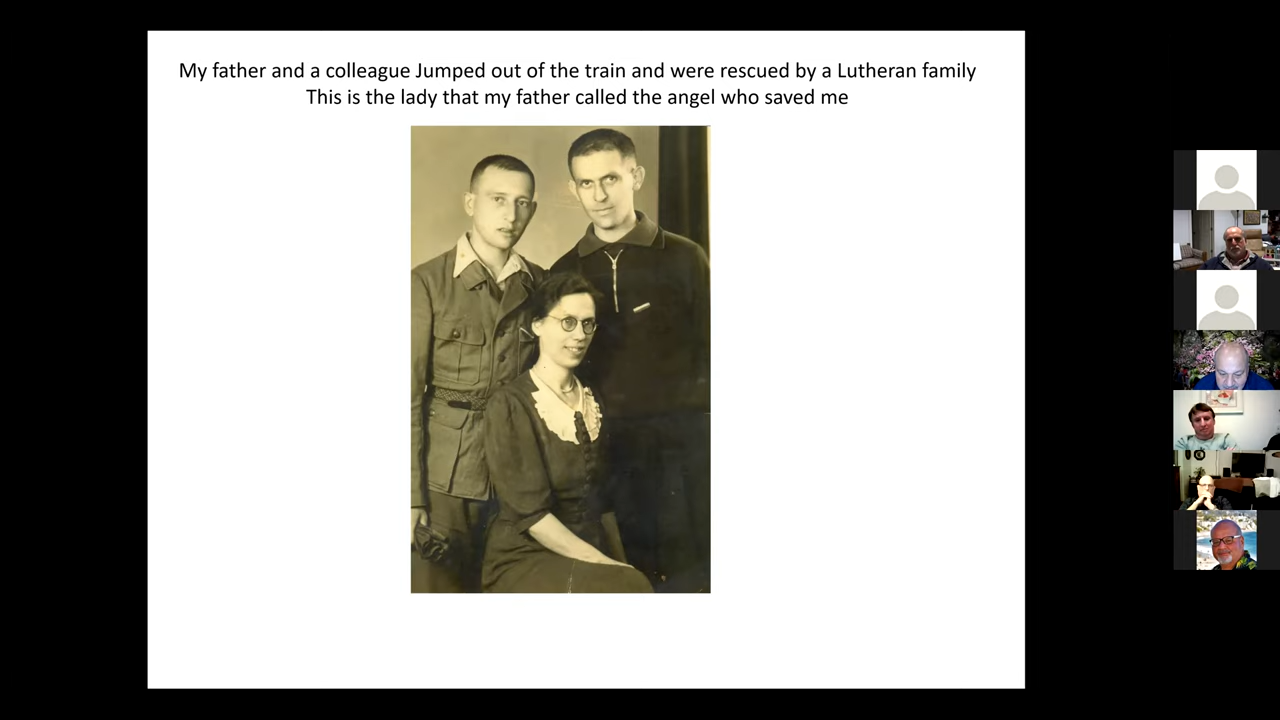 My father and a colleague Jumped out of the train and were rescued by a Lutheran family
This is the lady that my father called the angel who saved me